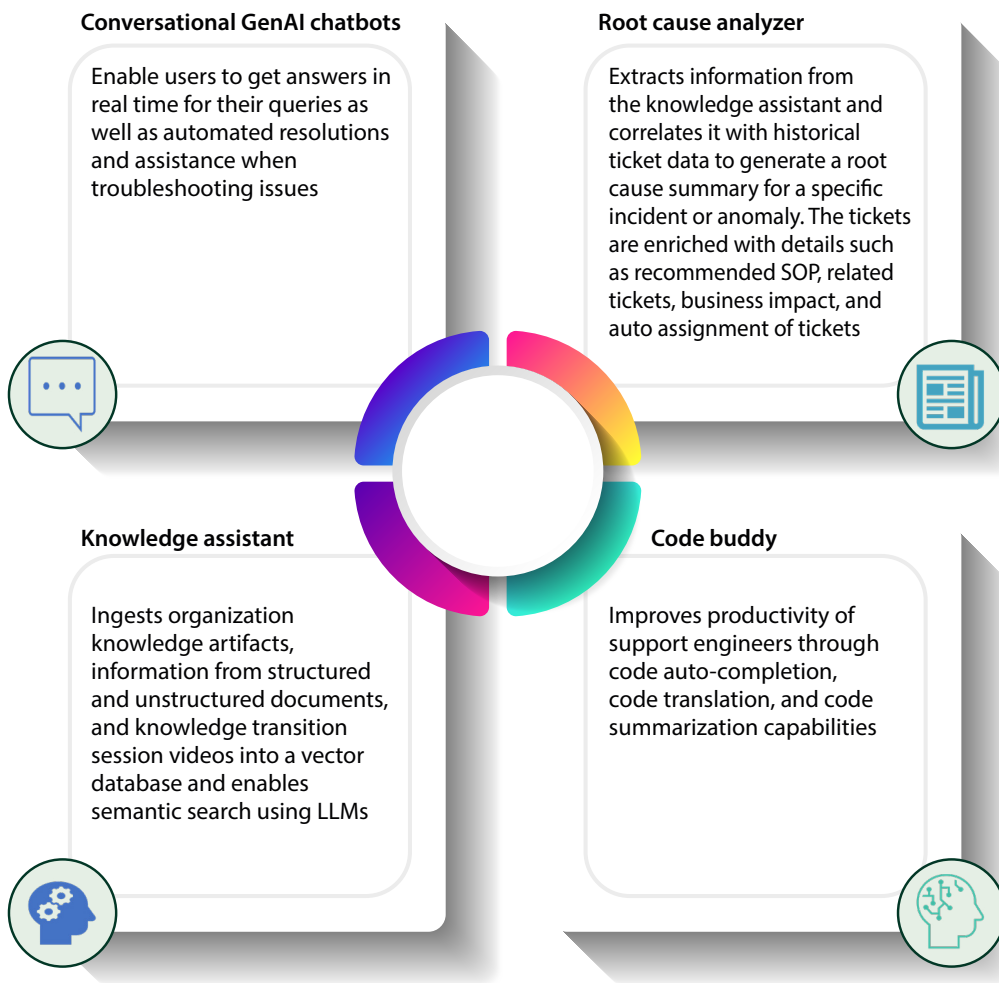 Conversational GenAI chatbots
Enable users to get answers in
real time for their queries as
well as automated resolutions
and assistance when
troubleshooting issues
Root cause analyzer
Extracts information from
the knowledge assistant and
correlates it with historical
ticket data to generate a root
cause summary for a specific
incident or anomaly. The tickets
are enriched with details such
as recommended SOP, related
tickets, business impact, and
auto assignment of tickets
Knowledge assistant
Ingests organization
knowledge artifacts,
information from structured
and unstructured documents,
and knowledge transition
session videos into a vector
database and enables
semantic search using LLMs
Code buddy
Improves productivity of
support engineers through
code auto-completion,
code translation, and code
summarization capabilities